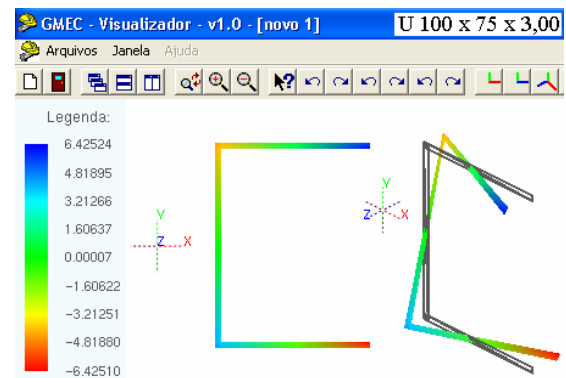 GMEC - Visualizador - v1.0 - [novo 1]
U 100 x 75 x 3,00
Arquivos Janela Ajuda
Legenda:
6.42524
4.81895
3.21266
1.60637
0.00007
-1.60622
-3.21251
-4.81880
-6.42510
Y
Z
X
Y
Z
X